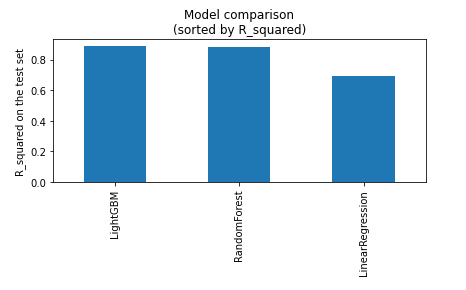 Model comparison
(sorted by R_squared)
R_squared on the test set
0.8
0.6
0.4
0.2
0.0
LightGBM
RandomForest
LinearRegression